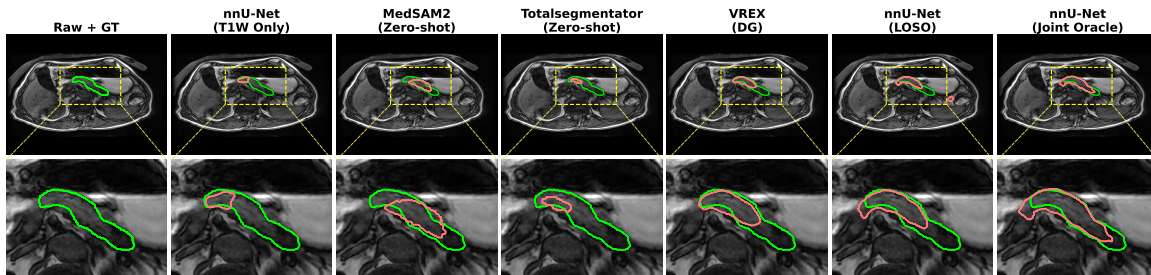 Raw + GT
nnU-Net
(T1W Only)
MedSAM2
(Zero-shot)
Totalsegmentator
(Zero-shot)
VREX
(DG)
nnU-Net
(LOSO)
nnU-Net
(Joint Oracle)